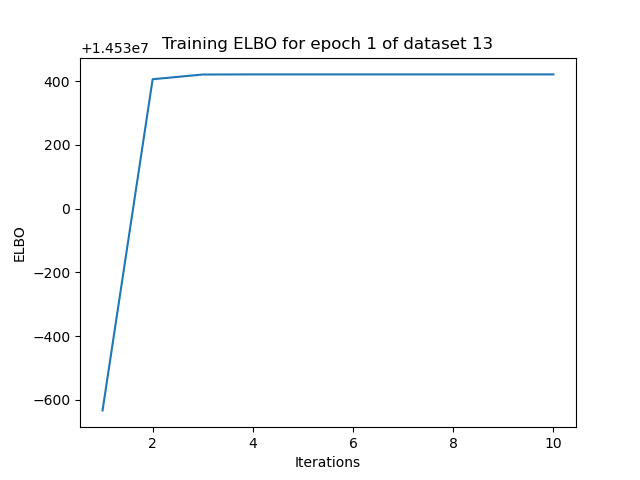 Training ELBO for epoch 1 of dataset 13
+1.453e7
400
200
0
−200
−400
−600
ELBO
2
4
6
8
10
Iterations